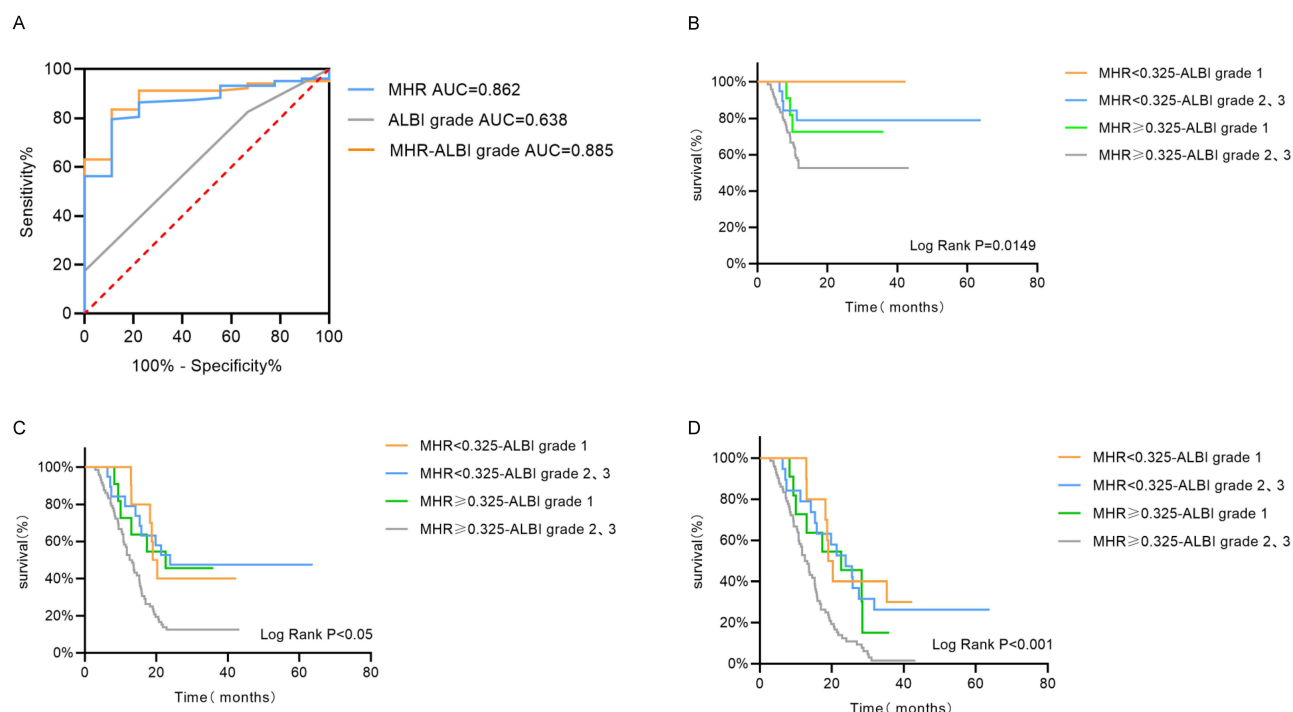 A
100
80
60
40
20
0
Sensitivity%
0 20 40 60 80 100
100% - Specificity%
MHR AUC=0.862
ALBI grade AUC=0.638
MHR-ALBI grade AUC=0.885
B
100%
80%
60%
40%
20%
0%
survival(%)
0 20 40 60 80
Time( months)
Log Rank P=0.0149
MHR<0.325-ALBI grade 1
MHR<0.325-ALBI grade 2、3
MHR≥0.325-ALBI grade 1
MHR≥0.325-ALBI grade 2、3
C
100%
80%
60%
40%
20%
0%
survival(%)
0 20 40 60 80
Time( months)
Log Rank P<0.05
MHR<0.325-ALBI grade 1
MHR<0.325-ALBI grade 2、3
MHR≥0.325-ALBI grade 1
MHR≥0.325-ALBI grade 2、3
D
100%
80%
60%
40%
20%
0%
survival(%)
0 20 40 60 80
Time( months)
Log Rank P<0.001
MHR<0.325-ALBI grade 1
MHR<0.325-ALBI grade 2、3
MHR≥0.325-ALBI grade 1
MHR≥0.325-ALBI grade 2、3